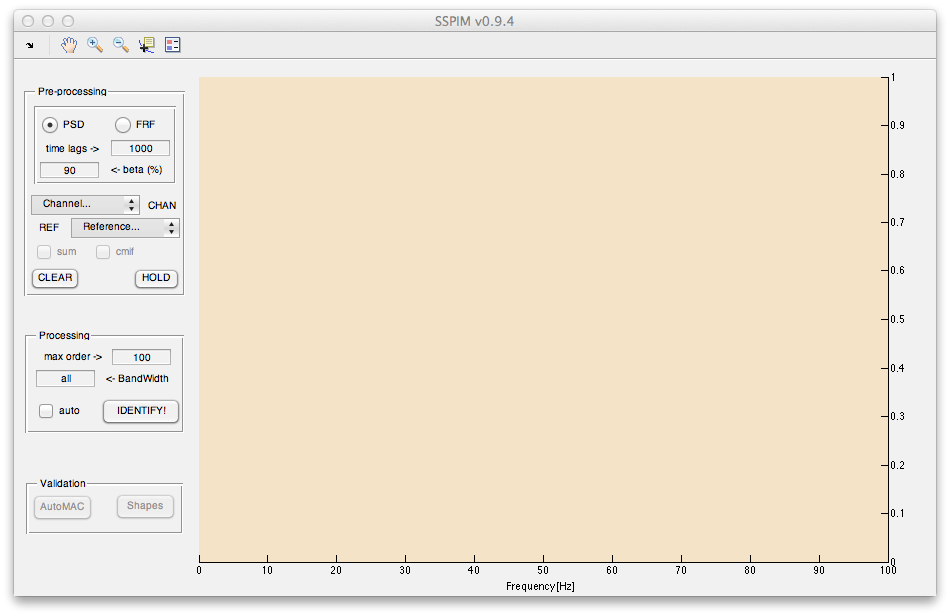 SSPIM v0.9.4
Pre-processing
PSD FRF
time lags -> 1000
90 <- beta (%)
Channel... CHAN
REF Reference...
sum cmif
CLEAR HOLD
Processing
max order -> 100
all <- BandWidth
auto IDENTIFY!
Validation
AutoMAC Shapes
1
0.9
0.8
0.7
0.6
0.5
0.4
0.3
0.2
0.1
0
0 10 20 30 40 50 60 70 80 90 100
Frequency[Hz]